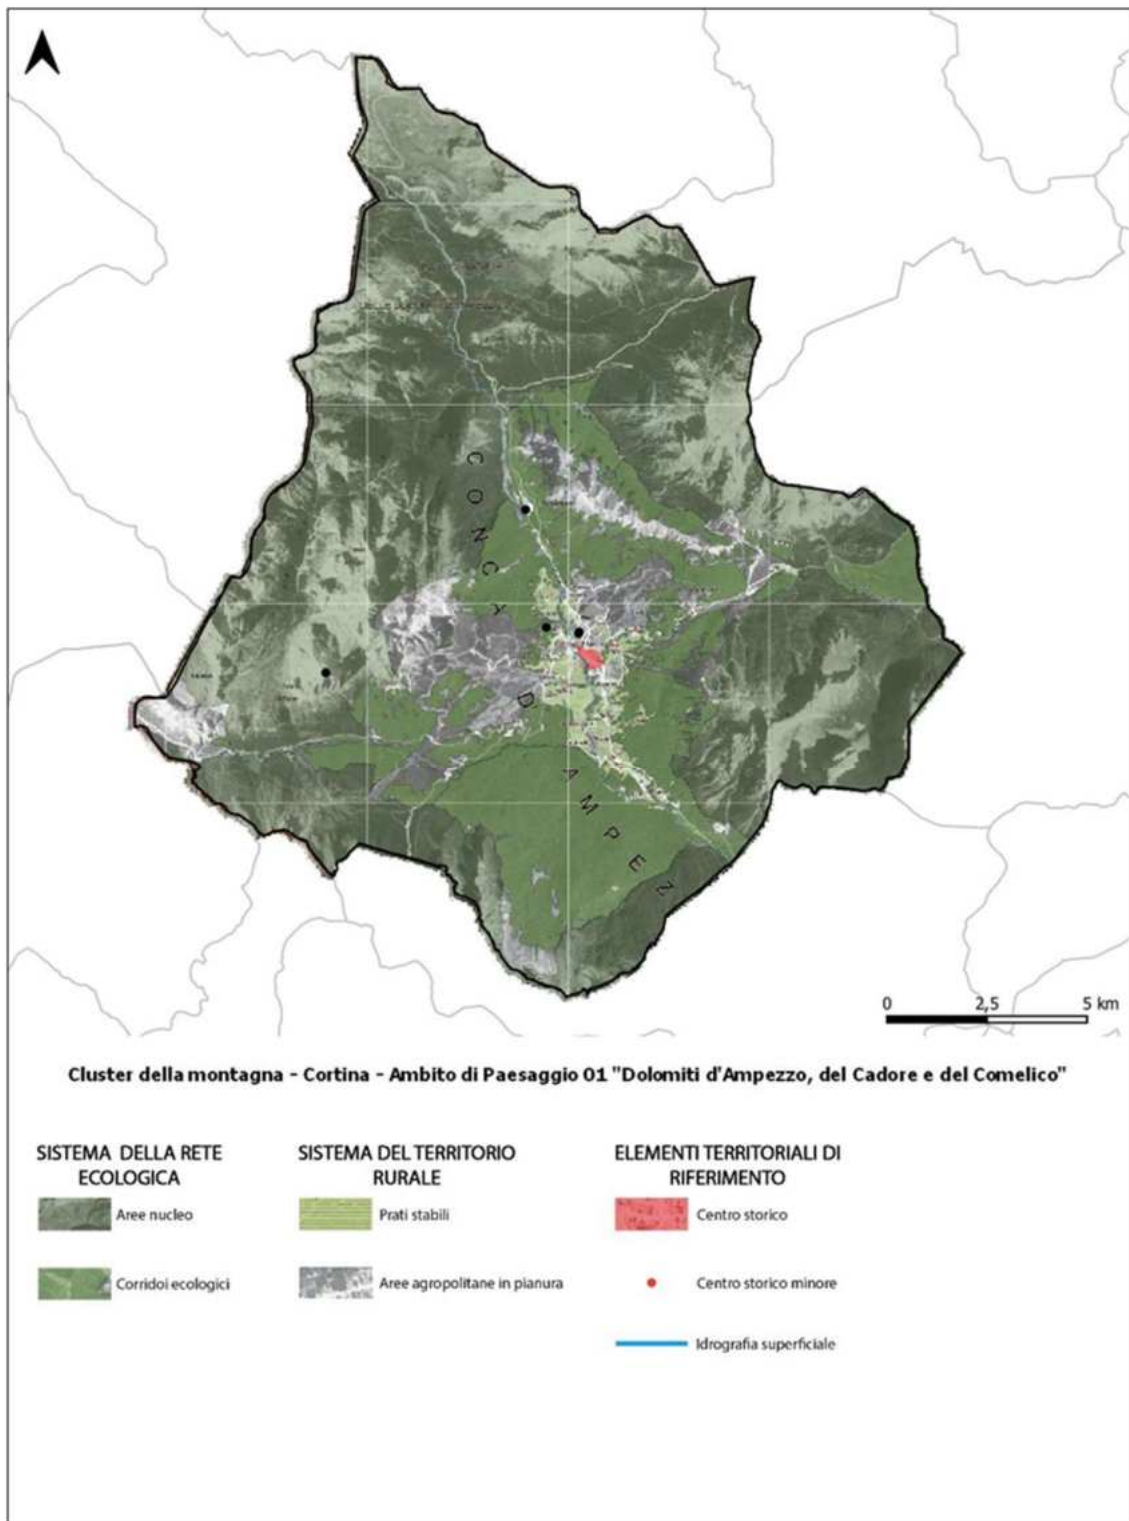 CONCA
D'
AMPEZ
0 2,5 5 km
Cluster della montagna - Cortina - Ambito di Paesaggio 01 "Dolomiti d'Ampezzo, del Cadore e del Comelico"
SISTEMA DELLA RETE
ECOLOGICA
Aree nucleo
Corridoi ecologici
SISTEMA DEL TERRITORIO
RURALE
Prati stabili
Aree agropolitane in pianura
ELEMENTI TERRITORIALI DI
RIFERIMENTO
Centro storico
Centro storico minore
Idrografia superficiale